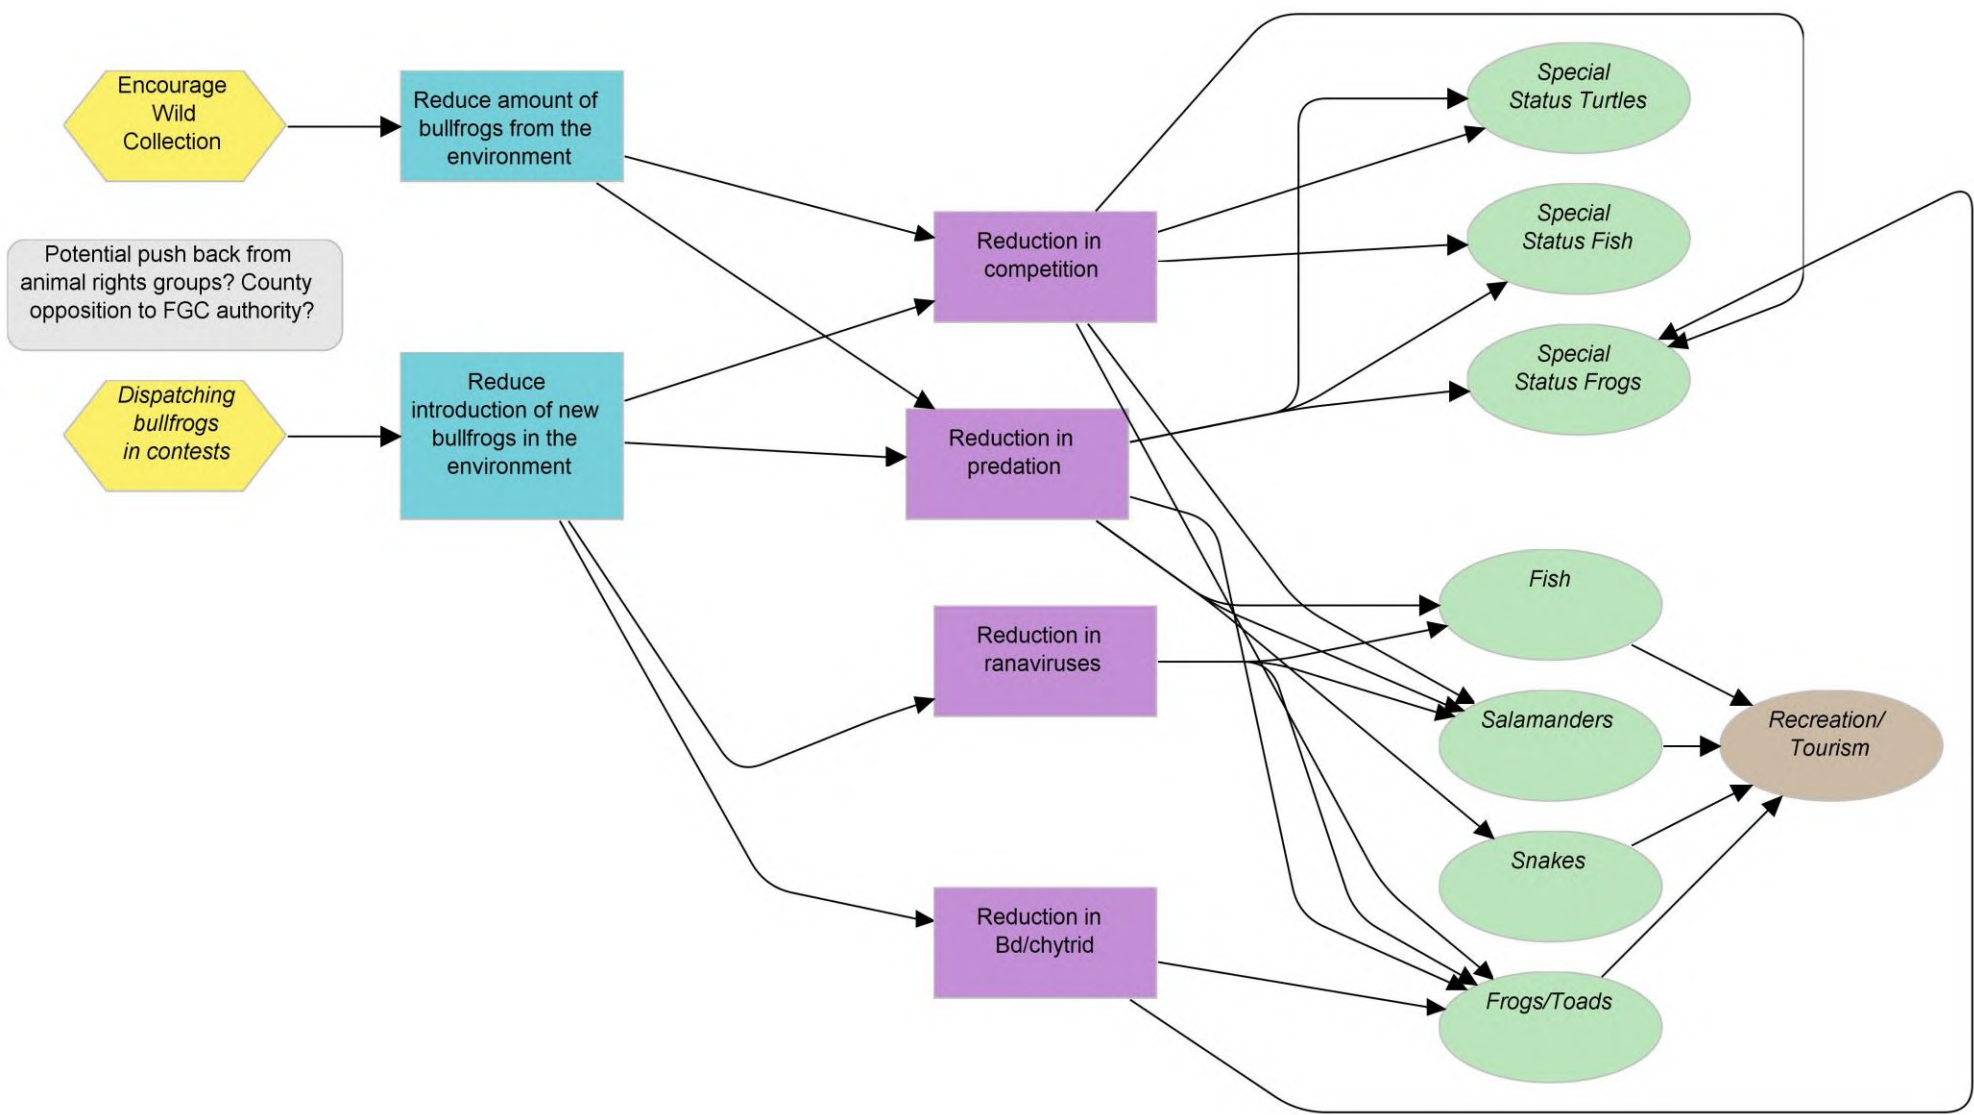 Encourage
Wild
Collection
Reduce amount of
bullfrogs from the
environment
Potential push back from
animal rights groups? County
opposition to FGC authority?
Dispatching
bullfrogs
in contests
Reduce
introduction of new
bullfrogs in the
environment
Reduction in
competition
Reduction in
predation
Reduction in
ranaviruses
Reduction in
Bd/chytrid
Special
Status Turtles
Special
Status Fish
Special
Status Frogs
Fish
Salamanders
Snakes
Frogs/Toads
Recreation/
Tourism